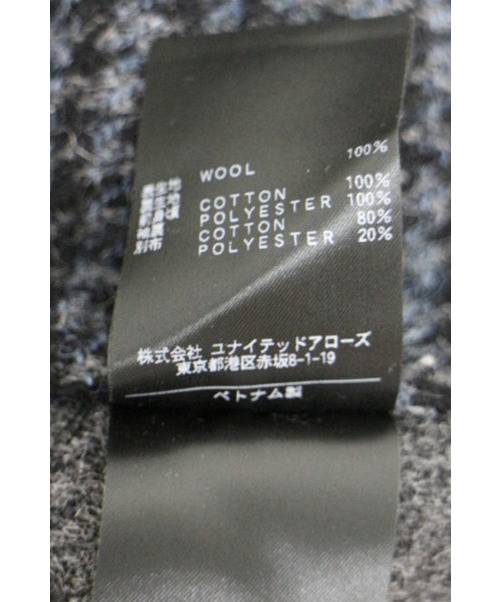 WOOL 100%
COTTON 100%
POLYESTER 100%
COTTON 80%
別布 POLYESTER 20%
株式会社 ユナイテッドアローズ
東京都港区赤坂8-1-19
ベトナム製